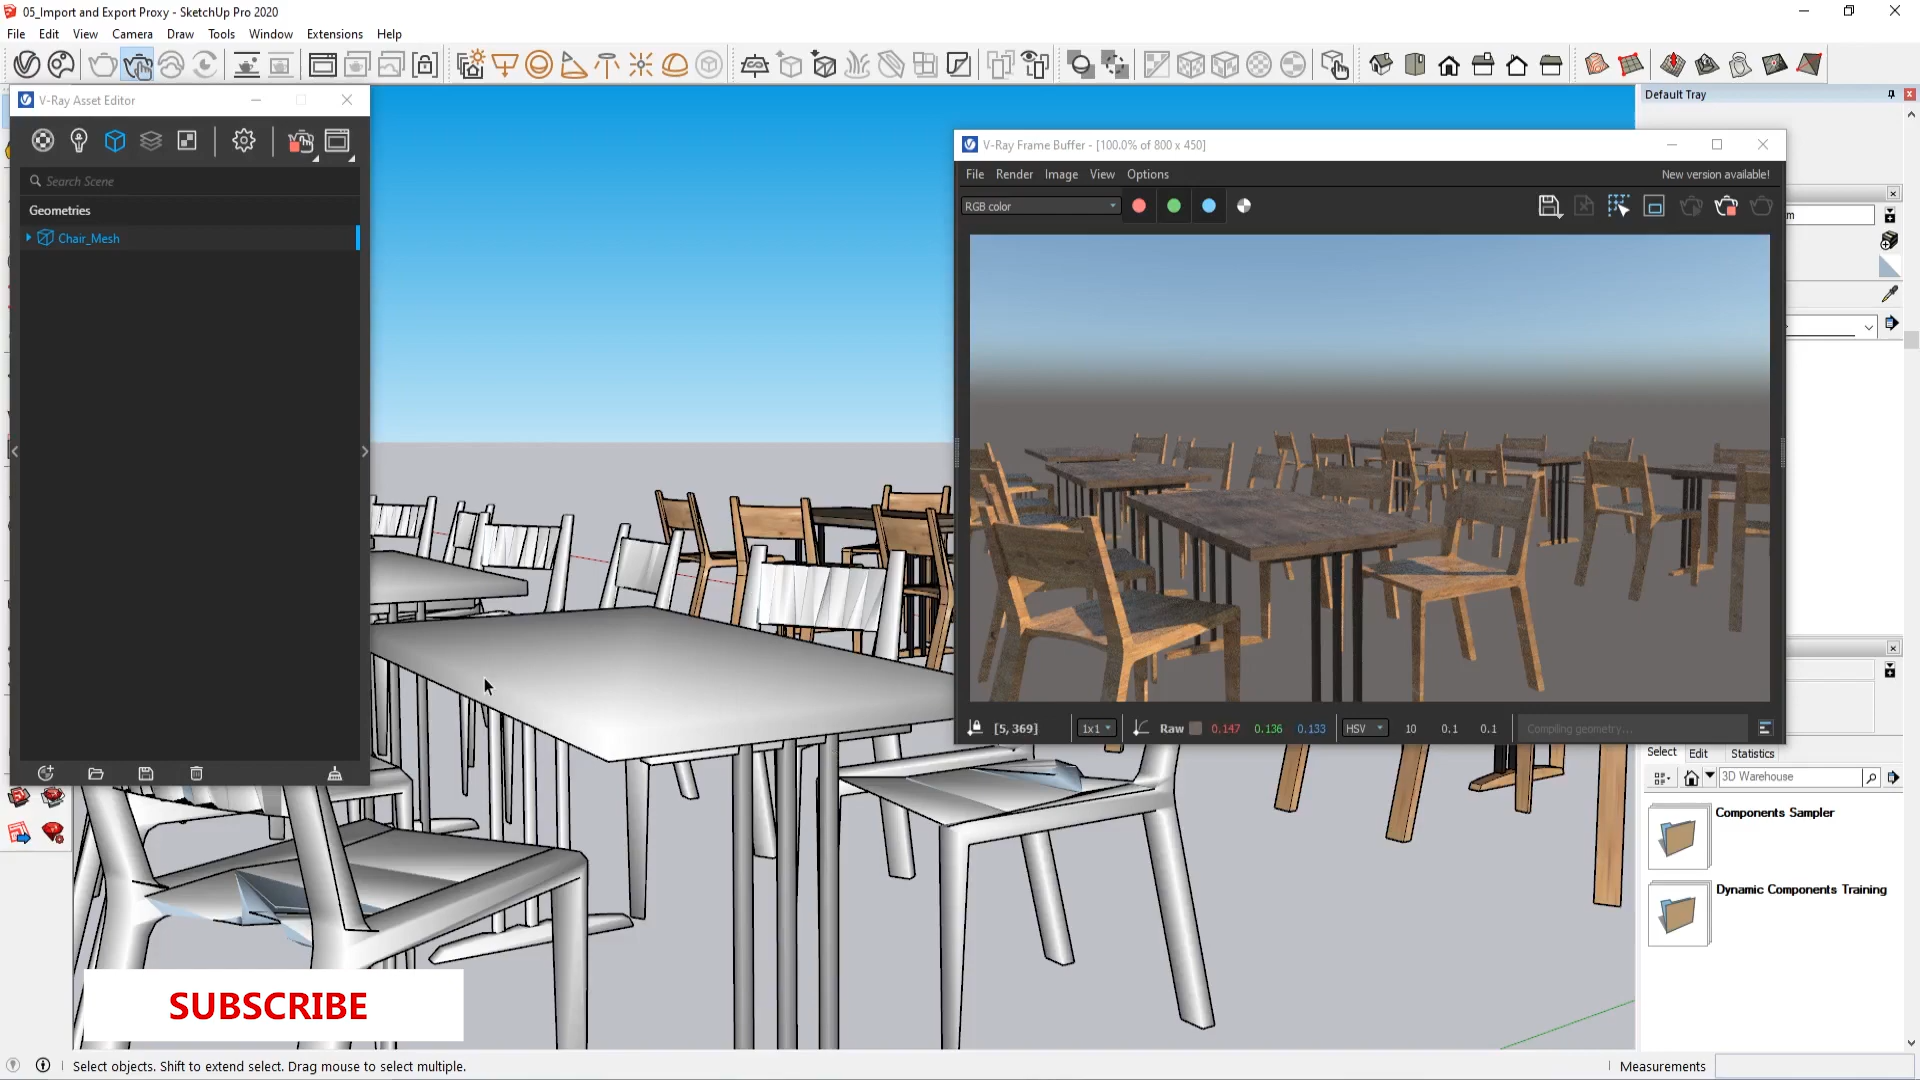 05_Import and Export Proxy - SketchUp Pro 2020
File Edit View Camera Draw Tools Window Extensions Help
V-Ray Asset Editor
Search Scene
Geometries
Chair_Mesh
V-Ray Frame Buffer - [100.0% of 800 x 450]
File Render Image View Options
New version available!
RGB color
[5, 369]
1x1
Raw
0.147 0.136 0.133
HSV
10 0.1 0.1
Compiling geometry...
Default Tray
m
Select Edit Statistics
3D Warehouse
Components Sampler
Dynamic Components Training
SUBSCRIBE
Select objects. Shift to extend select. Drag mouse to select multiple.
Measurements